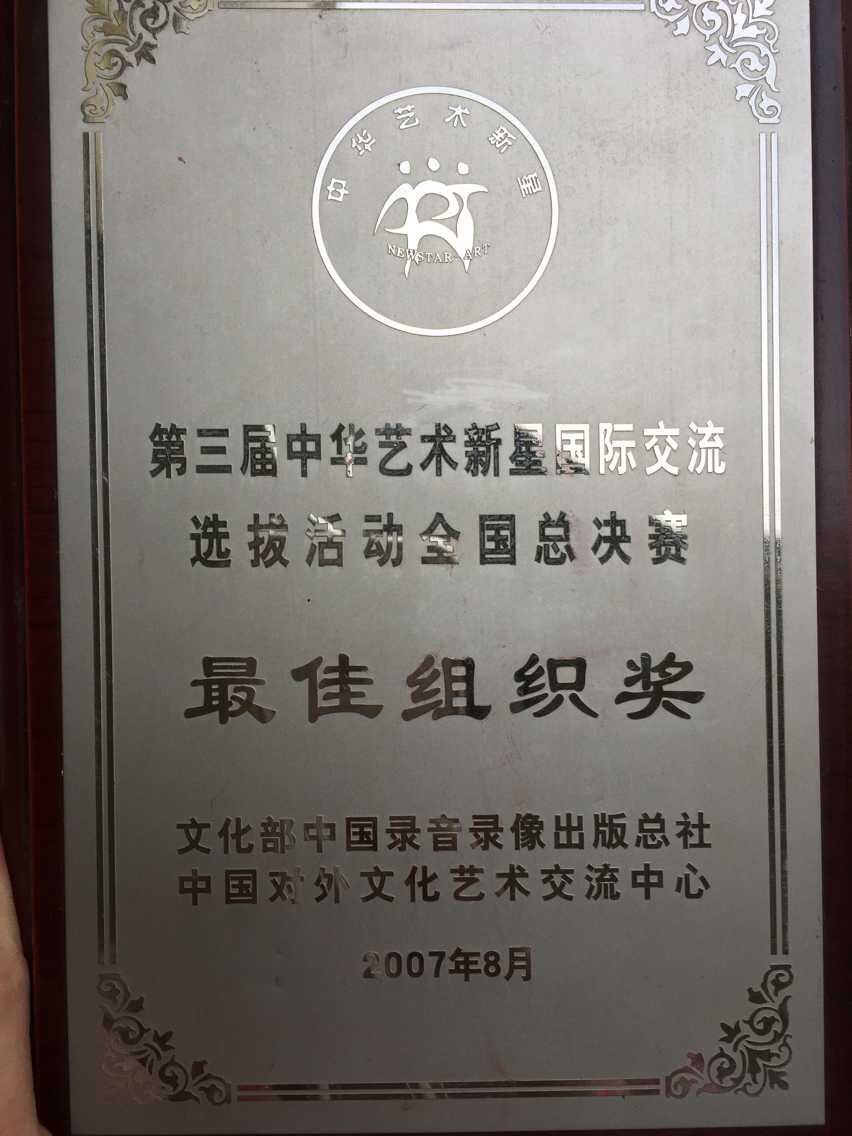 中华艺术新星
NEWSTAR ART
第三届中华艺术新星国际交流
选拔活动全国总决赛
最佳组织奖
文化部中国录音录像出版总社
中国对外文化艺术交流中心
2007年8月